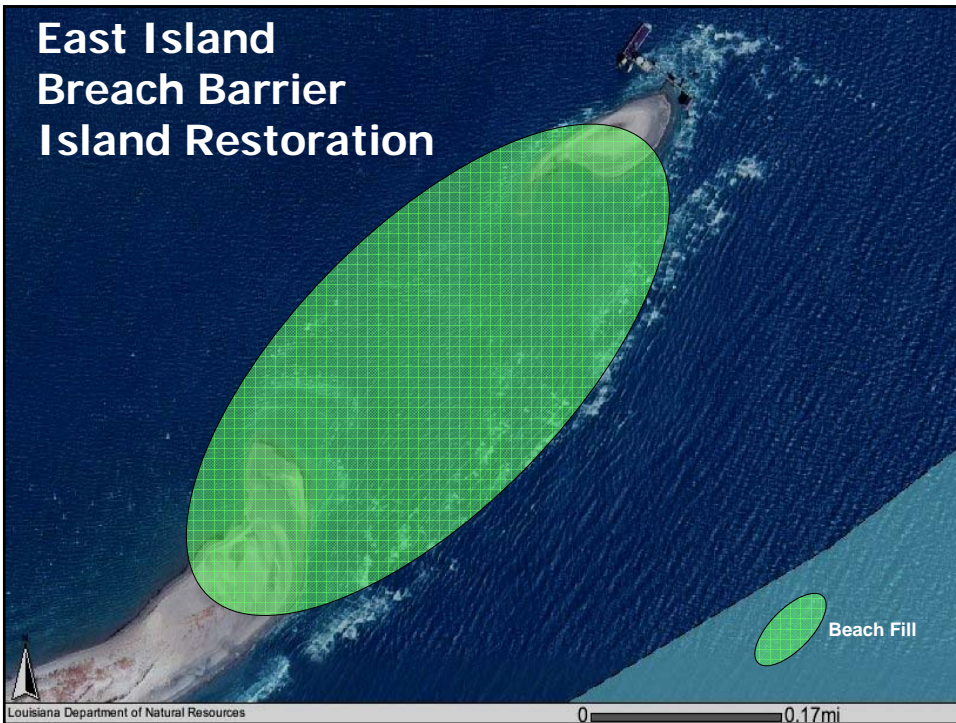 East Island
Breach Barrier
Island Restoration
Beach Fill
N
Louisiana Department of Natural Resources
0 0.17mi